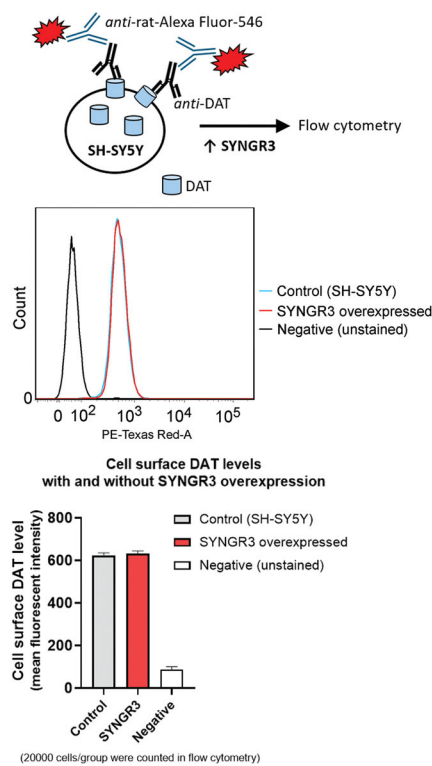 anti-rat-Alexa Fluor-546
anti-DAT
SH-SY5Y
↑ SYNGR3
Flow cytometry
DAT
Count
0
0 10² 10³ 10⁴ 10⁵
PE-Texas Red-A
Control (SH-SY5Y)
SYNGR3 overexpressed
Negative (unstained)
Cell surface DAT levels
with and without SYNGR3 overexpression
Cell surface DAT level
(mean fluorescent intensity)
800
600
400
200
0
Control (SH-SY5Y)
SYNGR3 overexpressed
Negative (unstained)
Control
SYNGR3
Negative
(20000 cells/group were counted in flow cytometry)